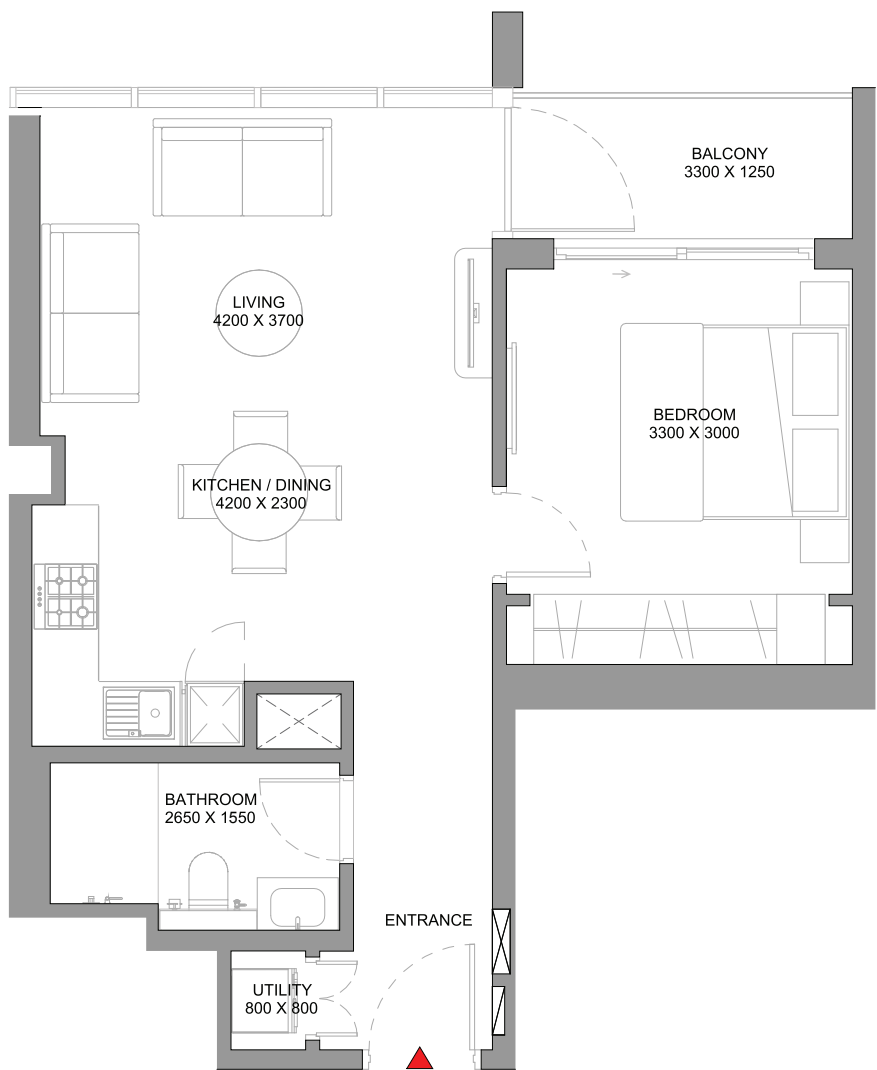 BALCONY
3300 X 1250
LIVING
4200 X 3700
BEDROOM
3300 X 3000
KITCHEN / DINING
4200 X 2300
BATHROOM
2650 X 1550
ENTRANCE
UTILITY
800 X 800